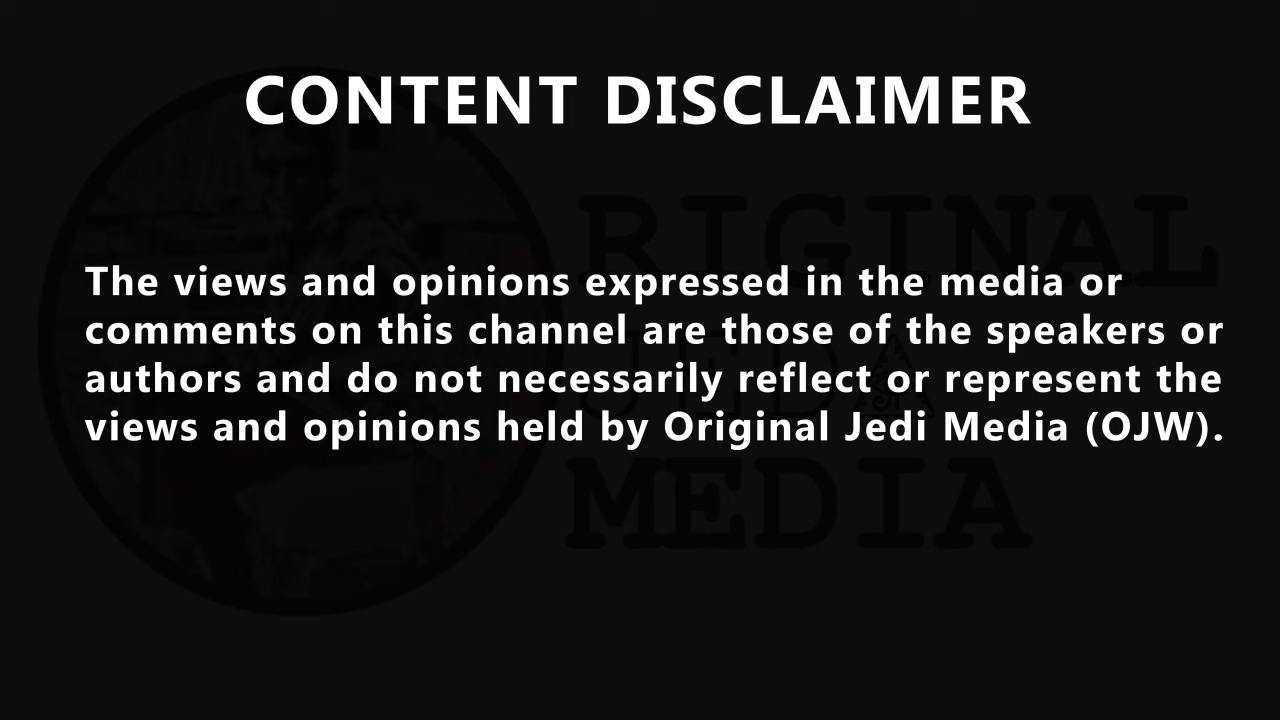 CONTENT DISCLAIMER
The views and opinions expressed in the media or
comments on this channel are those of the speakers or
authors and do not necessarily reflect or represent the
views and opinions held by Original Jedi Media (OJW).
RIGINAL
MEDIA